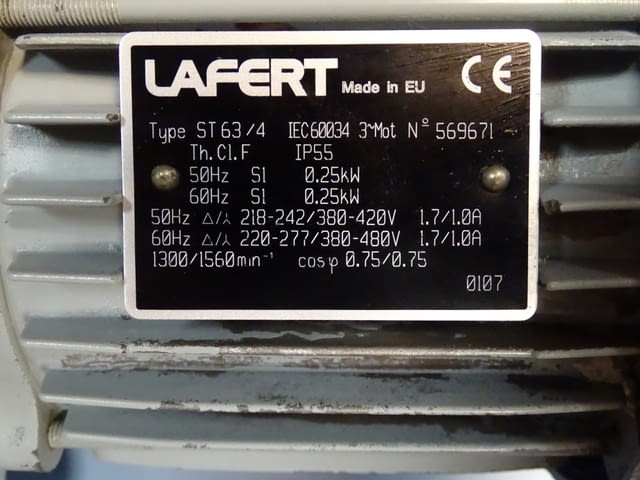 LAFERT Made in EU CE
Type ST 63/4 IEC60034 3~Mot N° 569671
Th.Cl.F IP55
50Hz S1 0.25kW
60Hz S1 0.25kW
50Hz △/⅄ 218-242/380-420V 1.7/1.0A
60Hz △/⅄ 220-277/380-480V 1.7/1.0A
1300/1560min⁻¹ cosφ 0.75/0.75
0107